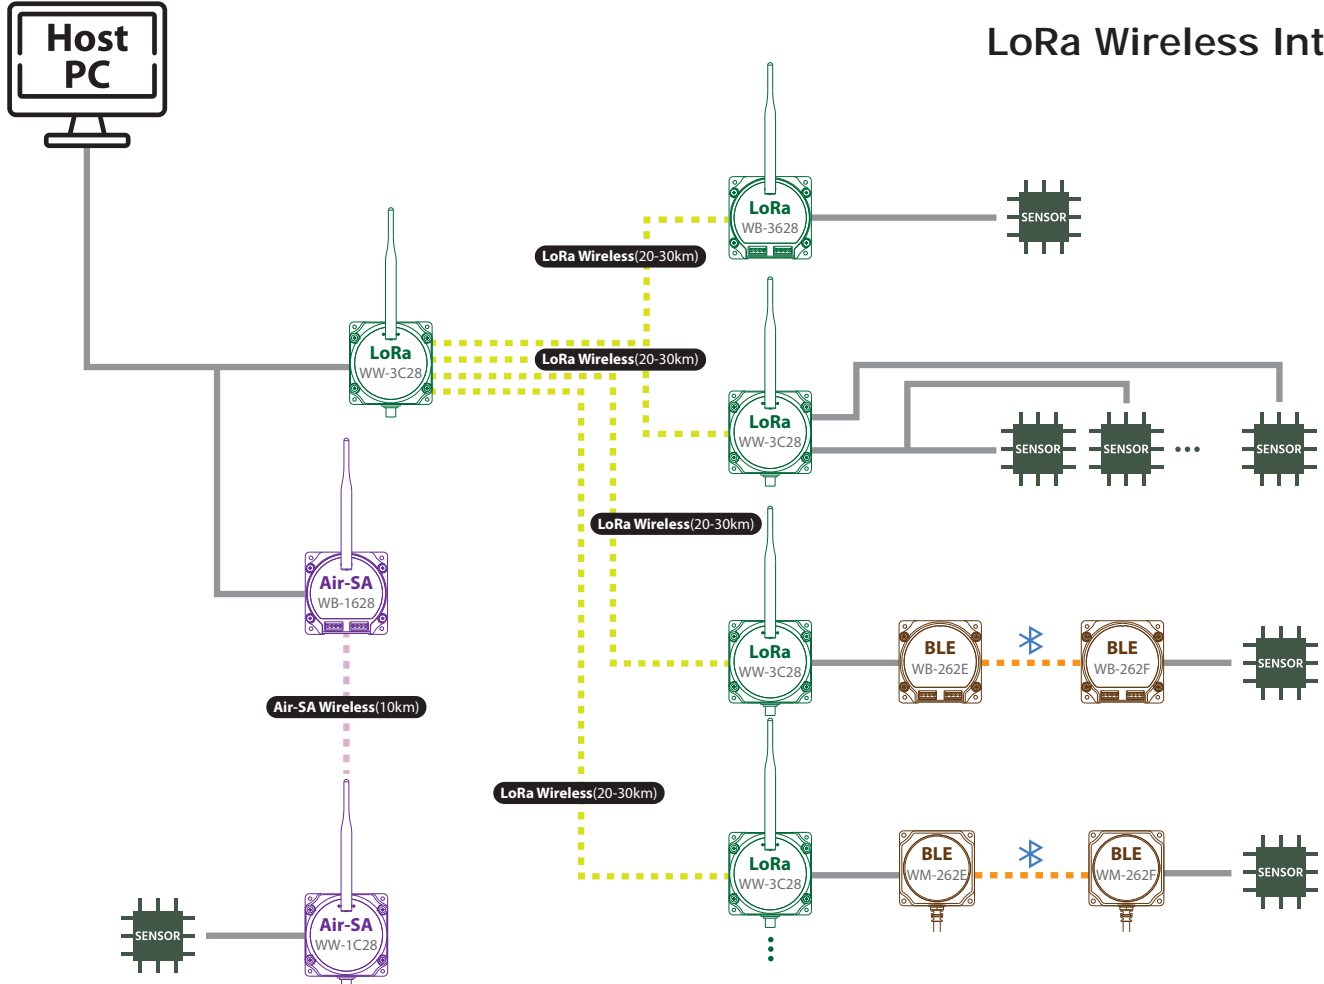 Host
PC
LoRa Wireless Int
LoRa
WB-3628
SENSOR
LoRa Wireless(20-30km)
LoRa
WW-3C28
LoRa Wireless(20-30km)
LoRa
WW-3C28
SENSOR
SENSOR
...
SENSOR
LoRa Wireless(20-30km)
Air-SA
WB-1628
LoRa
WW-3C28
BLE
WB-262E
BLE
WB-262F
SENSOR
Air-SA Wireless(10km)
LoRa Wireless(20-30km)
LoRa
WW-3C28
BLE
WM-262E
BLE
WM-262F
SENSOR
SENSOR
Air-SA
WW-1C28